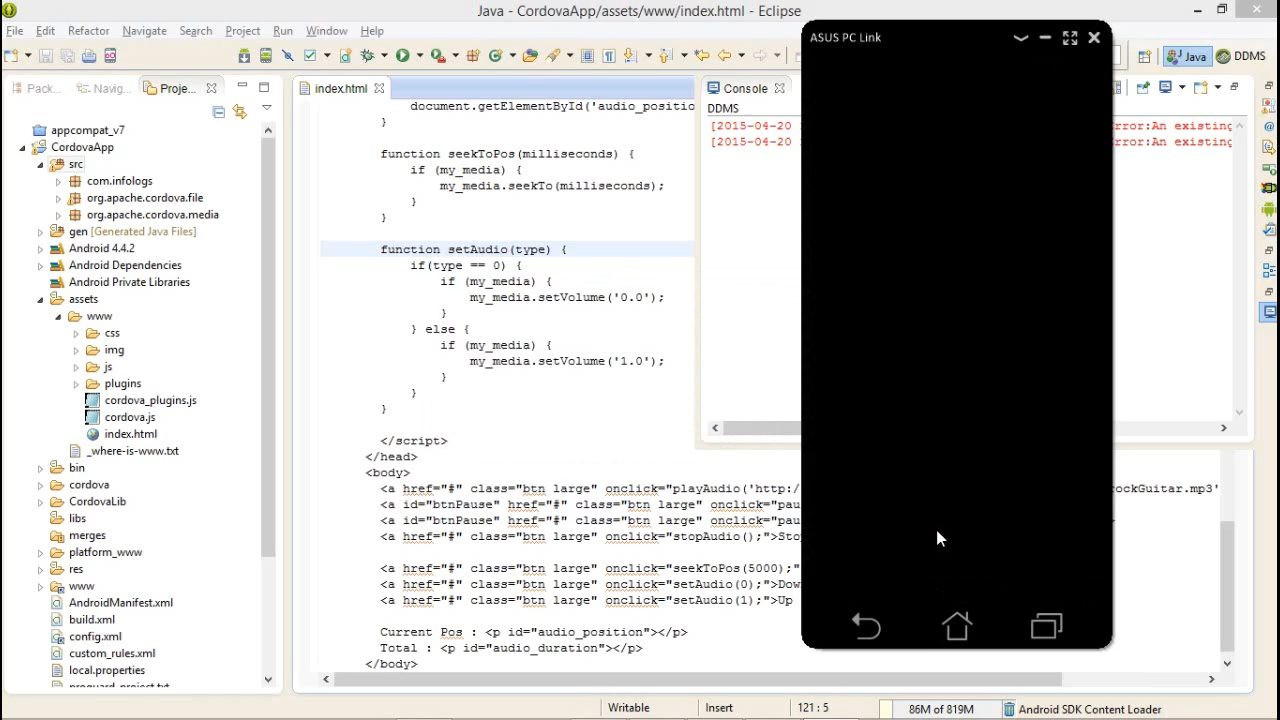 Java - CordovaApp/assets/www/index.html - Eclipse
File Edit Refactor Navigate Search Project Run Window Help
Java DDMS
Pack... Navig... Proje...
appcompat_v7
CordovaApp
src
com.infologs
org.apache.cordova.file
org.apache.cordova.media
gen [Generated Java Files]
Android 4.4.2
Android Dependencies
Android Private Libraries
assets
www
css
img
js
plugins
cordova_plugins.js
cordova.js
index.html
_where-is-www.txt
bin
cordova
CordovaLib
libs
merges
platform_www
res
www
AndroidManifest.xml
build.xml
config.xml
custom_rules.xml
local.properties
proguard_project.txt
index.html
document.getElementById('audio_positio
}
function seekToPos(milliseconds) {
if (my_media) {
my_media.seekTo(milliseconds);
}
}
function setAudio(type) {
if(type == 0) {
if (my_media) {
my_media.setVolume('0.0');
}
} else {
if (my_media) {
my_media.setVolume('1.0');
}
}
}
</script>
</head>
<body>
<a href="#" class="btn large" onclick="playAudio('http:/ rockGuitar.mp3'
<a id="btnPause" href="#" class="btn large" onclick="pau
<a id="btnPause" href="#" class="btn large" onclick="pau
<a href="#" class="btn large" onclick="stopAudio();">Sto
<a href="#" class="btn large" onclick="seekToPos(5000);"
<a href="#" class="btn large" onclick="setAudio(0);">Dow
<a href="#" class="btn large" onclick="setAudio(1);">Up
Current Pos : <p id="audio_position"></p>
Total : <p id="audio_duration"></p>
</body>
Console
DDMS
[2015-04-20 rror:An existing
[2015-04-20 rror:An existing
ASUS PC Link
Writable Insert 121 : 5 86M of 819M Android SDK Content Loader